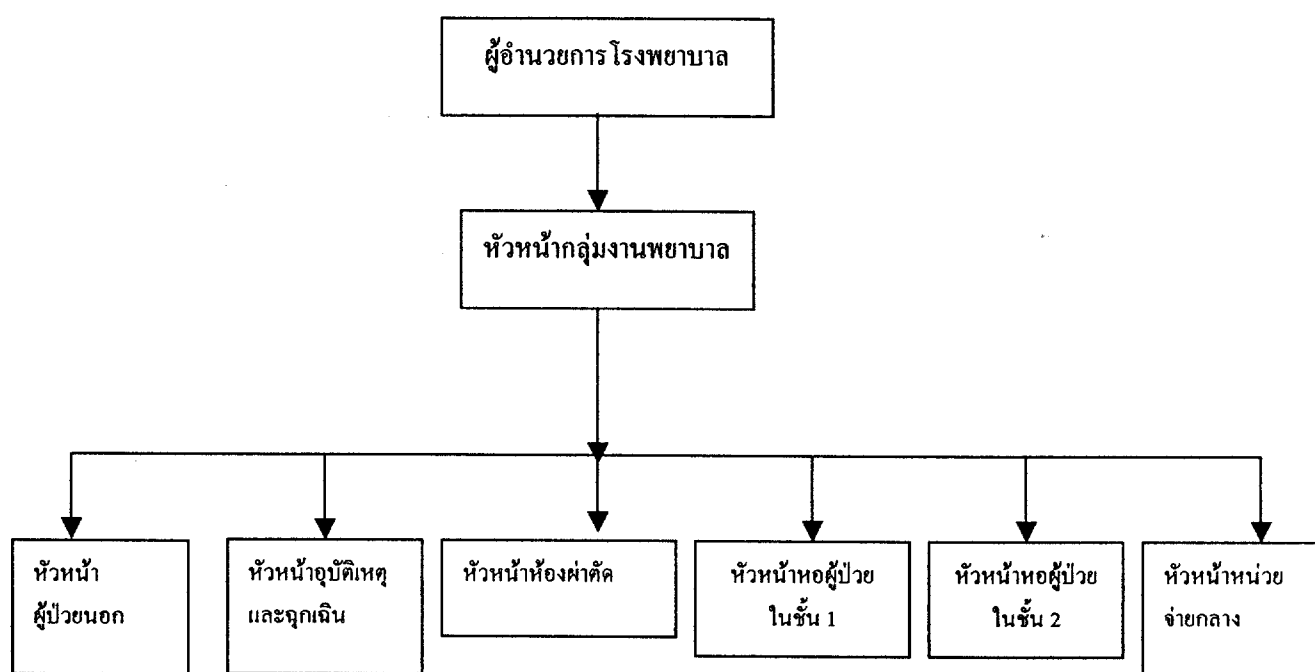 ผู้อำนวยการโรงพยาบาล
หัวหน้ากลุ่มงานพยาบาล
หัวหน้า
ผู้ป่วยนอก
หัวหน้าอุบัติเหตุ
และฉุกเฉิน
หัวหน้าห้องผ่าตัด
หัวหน้าหอผู้ป่วย
ในชั้น 1
หัวหน้าหอผู้ป่วย
ในชั้น 2
หัวหน้าหน่วย
จ่ายกลาง